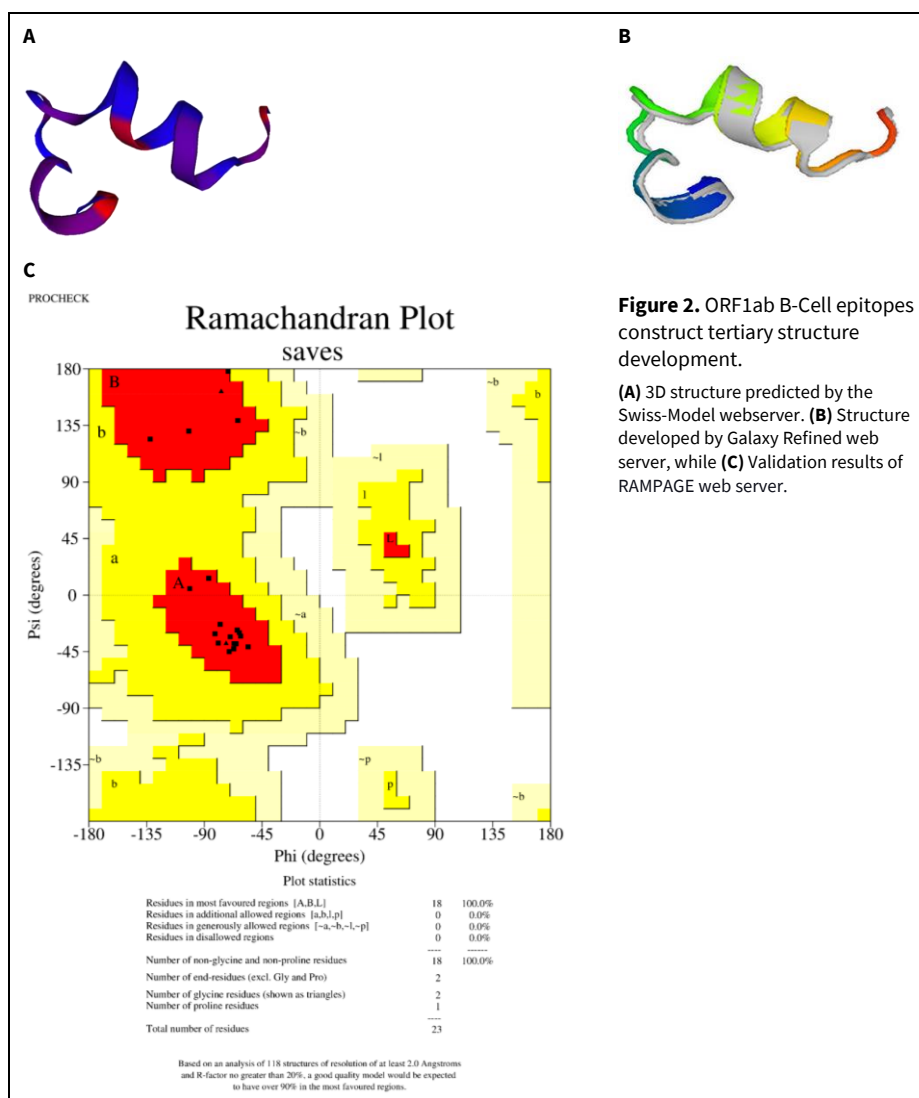 A
B
C
PROCHECK
Ramachandran Plot
saves
B
~b
b
b
~b
~l
l
L
a
A
~a
~b
~p
b
p
~b
180
135
90
45
0
-45
-90
-135
Psi (degrees)
-180 -135 -90 -45 0 45 90 135 180
Phi (degrees)
Plot statistics
Residues in most favoured regions [A,B,L] 18 100.0%
Residues in additional allowed regions [a,b,l,p] 0 0.0%
Residues in generously allowed regions [~a,~b,~l,~p] 0 0.0%
Residues in disallowed regions 0 0.0%
---- ------
Number of non-glycine and non-proline residues 18 100.0%
Number of end-residues (excl. Gly and Pro) 2
Number of glycine residues (shown as triangles) 2
Number of proline residues 1
----
Total number of residues 23
Based on an analysis of 118 structures of resolution of at least 2.0 Angstroms
and R-factor no greater than 20%, a good quality model would be expected
to have over 90% in the most favoured regions.
Figure 2. ORF1ab B-Cell epitopes
construct tertiary structure
development.
(A) 3D structure predicted by the
Swiss-Model webserver. (B) Structure
developed by Galaxy Refined web
server, while (C) Validation results of
RAMPAGE web server.